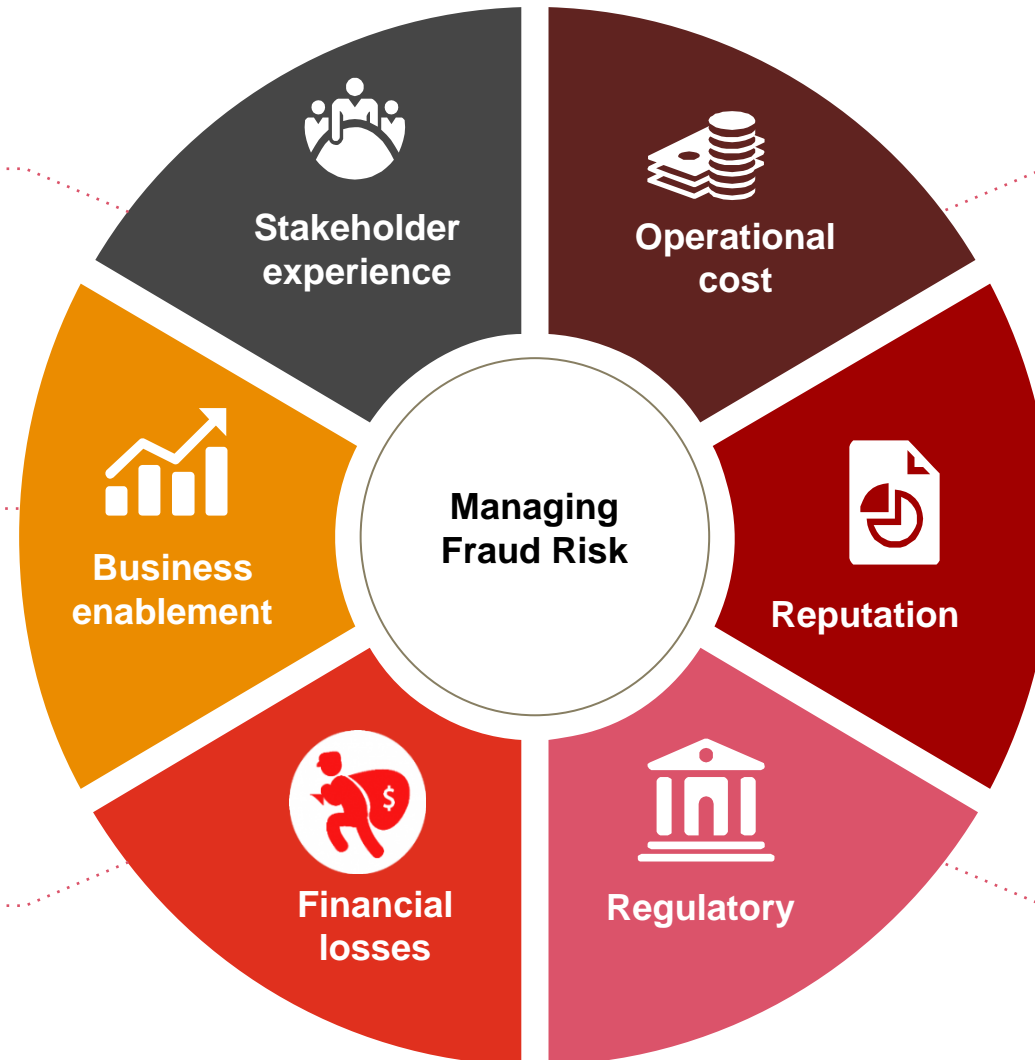 Stakeholder
experience
Operational
cost
Business
enablement
Managing
Fraud Risk
Reputation
$
Financial
losses
Regulatory